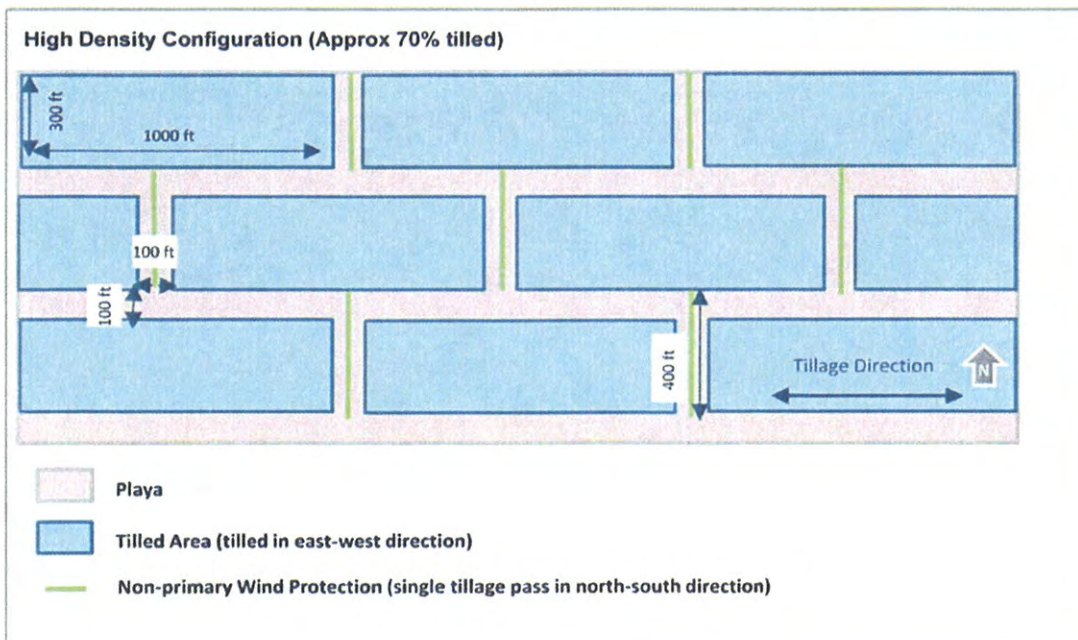 High Density Configuration (Approx 70% tilled)
300 ft
1000 ft
100 ft
100 ft
400 ft
Tillage Direction
N
Playa
Tilled Area (tilled in east-west direction)
Non-primary Wind Protection (single tillage pass in north-south direction)